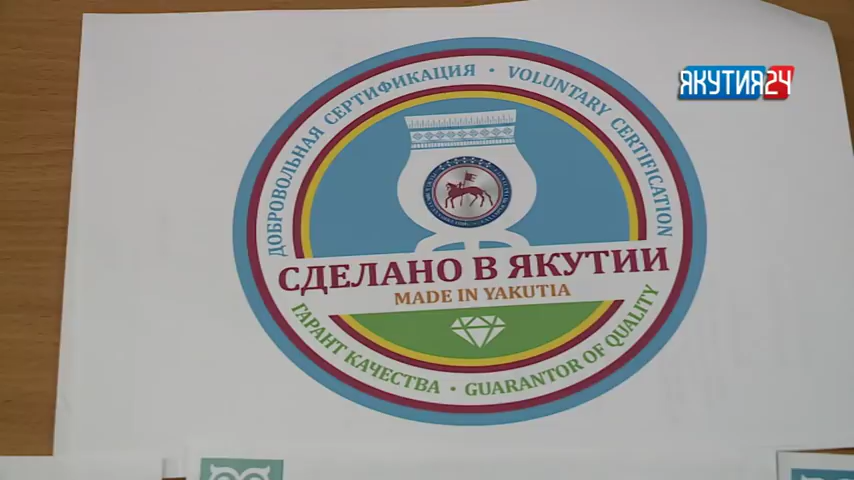 ЯКУТИЯ24
ДОБРОВОЛЬНАЯ СЕРТИФИКАЦИЯ • VOLUNTARY CERTIFICATION
СДЕЛАНО В ЯКУТИИ
MADE IN YAKUTIA
ГАРАНТ КАЧЕСТВА • GUARANTOR OF QUALITY